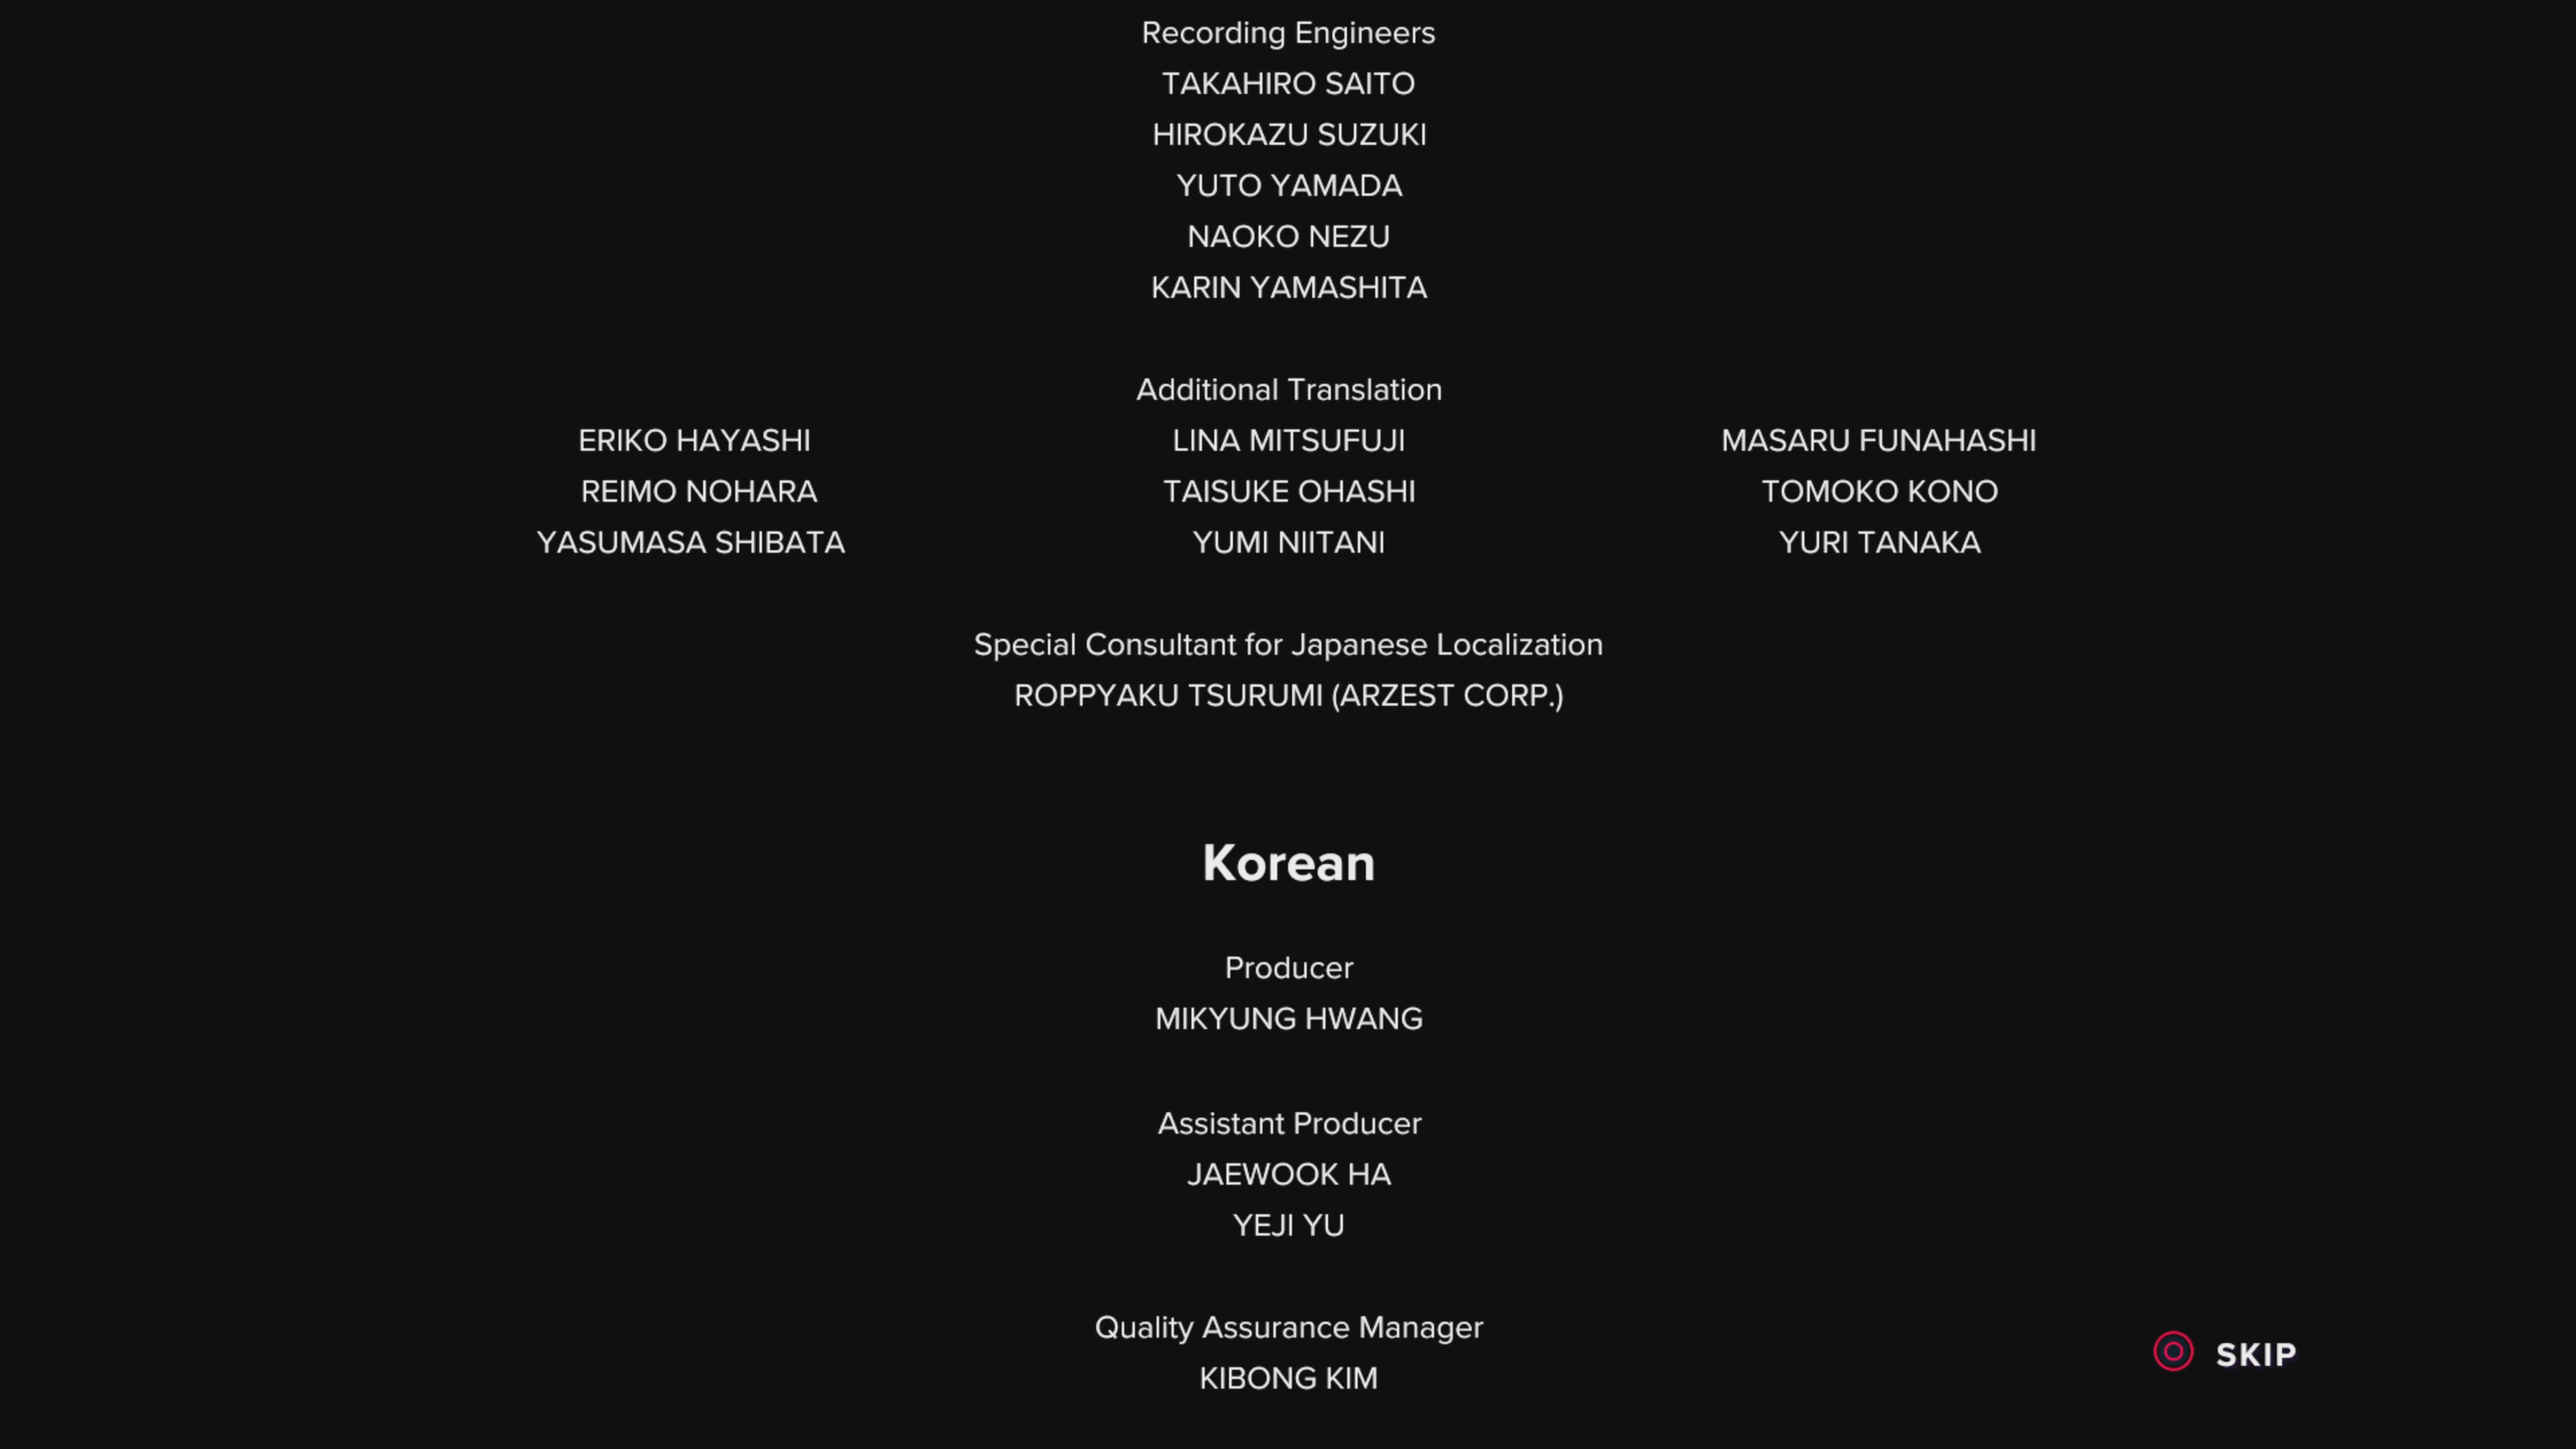 Recording Engineers
TAKAHIRO SAITO
HIROKAZU SUZUKI
YUTO YAMADA
NAOKO NEZU
KARIN YAMASHITA
Additional Translation
ERIKO HAYASHI LINA MITSUFUJI MASARU FUNAHASHI
REIMO NOHARA TAISUKE OHASHI TOMOKO KONO
YASUMASA SHIBATA YUMI NIITANI YURI TANAKA
Special Consultant for Japanese Localization
ROPPYAKU TSURUMI (ARZEST CORP.)
Korean
Producer
MIKYUNG HWANG
Assistant Producer
JAEWOOK HA
YEJI YU
Quality Assurance Manager
KIBONG KIM
SKIP